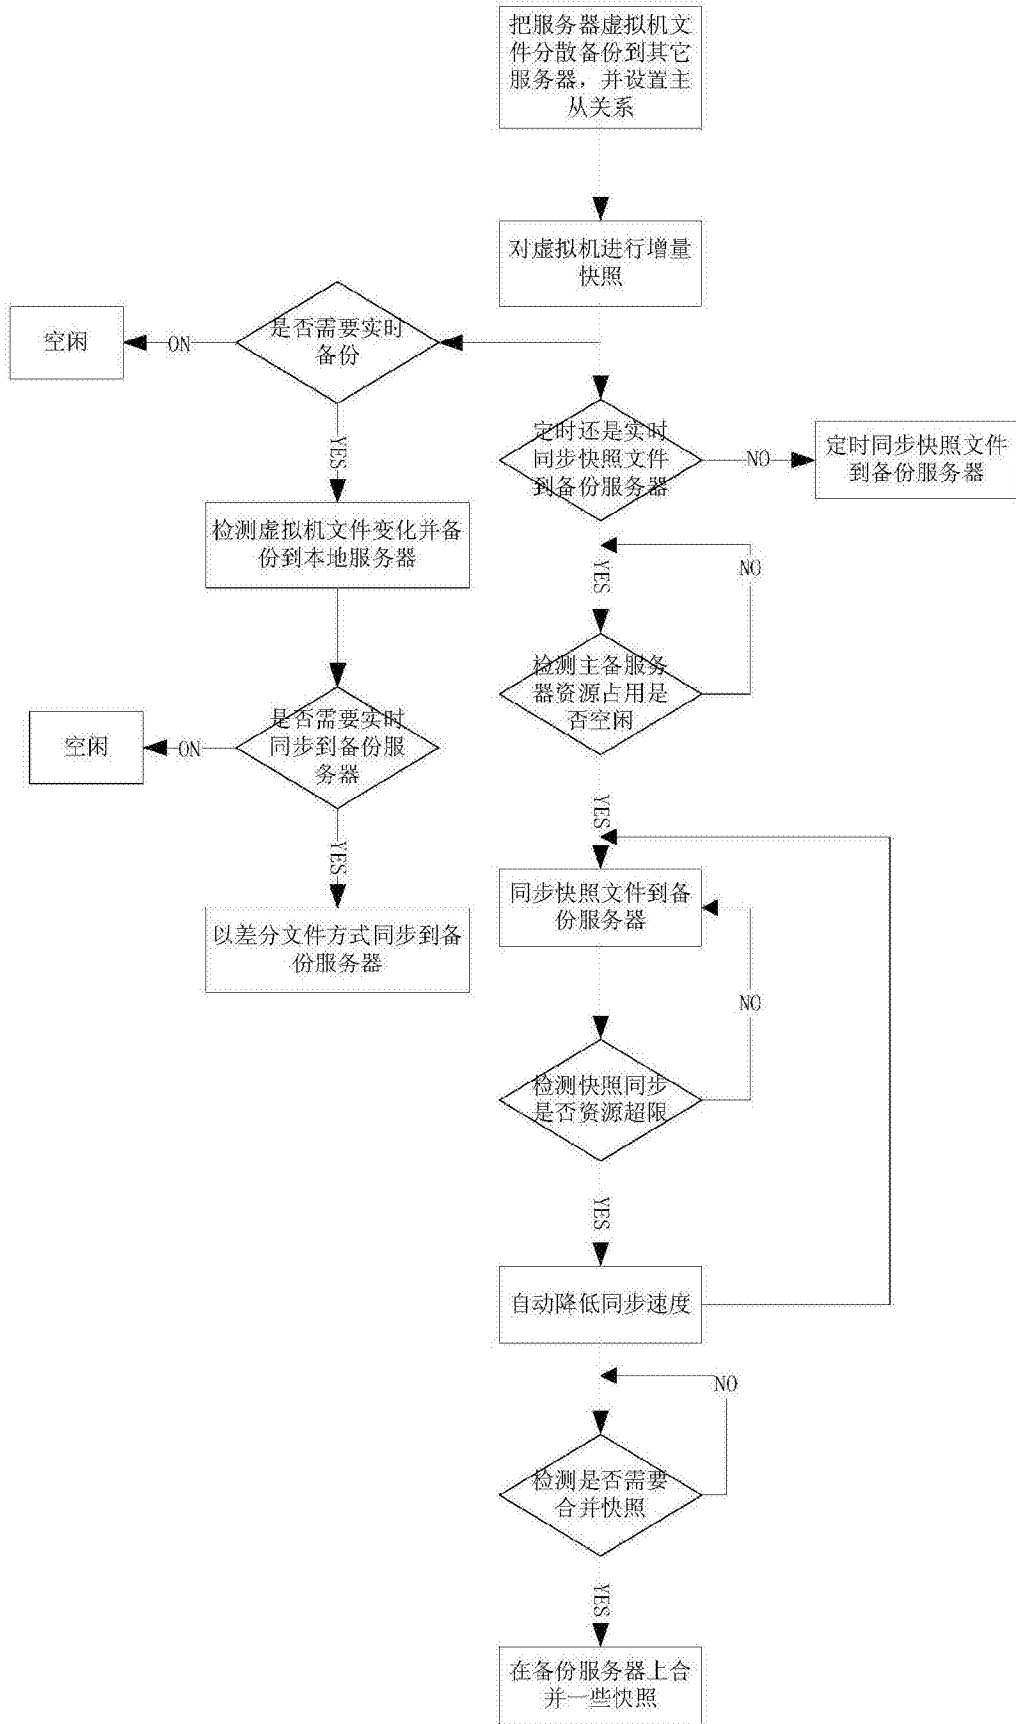 把服务器虚拟机文
件分散备份到其它
服务器，并设置主
从关系
对虚拟机进行增量
快照
是否需要实时
备份
ON
空闲
YES
定时还是实时
同步快照文件
到备份服务器
NO
定时同步快照文件
到备份服务器
检测虚拟机文件变化并备
份到本地服务器
YES
NO
检测主备服务
器资源占用是
否空闲
是否需要实时
同步到备份服
务器
ON
空闲
YES
YES
同步快照文件到备
份服务器
以差分文件方式同步到备
份服务器
NO
检测快照同步
是否资源超限
YES
自动降低同步速度
NO
检测是否需要
合并快照
YES
在备份服务器上合
并一些快照